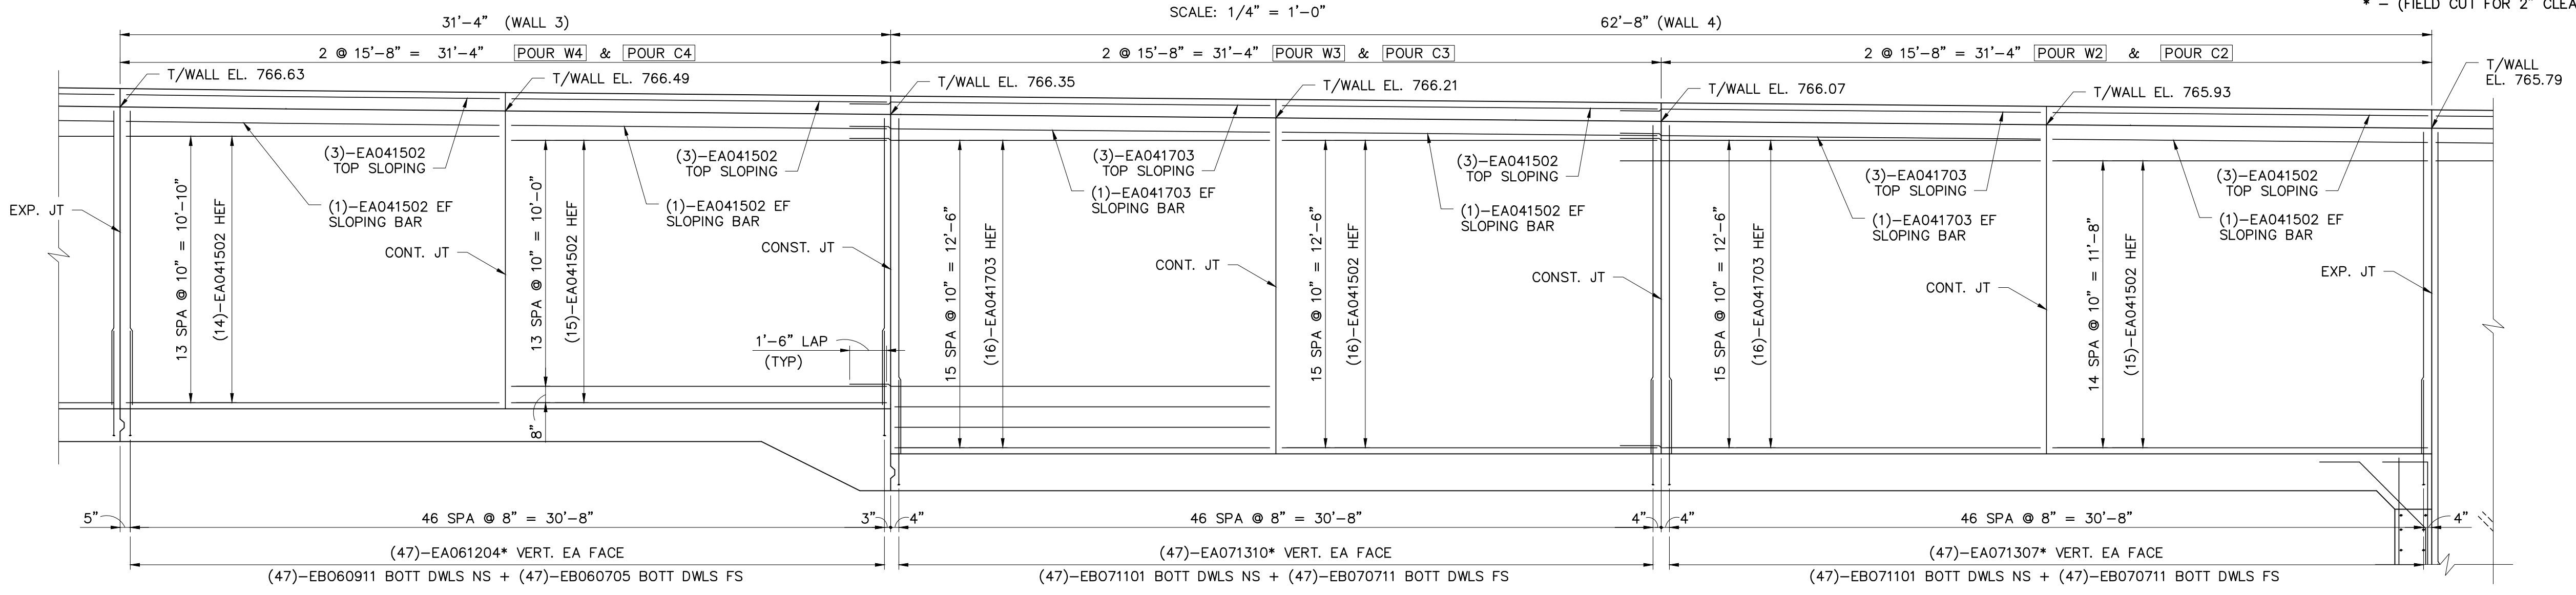 SCALE: 1/4" = 1'-0"
* - (FIELD CUT FOR 2" CLEA
31'-4" (WALL 3)
62'-8" (WALL 4)
2 @ 15'-8" = 31'-4" POUR W4 & POUR C4
2 @ 15'-8" = 31'-4" POUR W3 & POUR C3
2 @ 15'-8" = 31'-4" POUR W2 & POUR C2
T/WALL EL. 766.63
T/WALL EL. 766.49
T/WALL EL. 766.35
T/WALL EL. 766.21
T/WALL EL. 766.07
T/WALL EL. 765.93
T/WALL
EL. 765.79
EXP. JT
13 SPA @ 10" = 10'-10"
(14)-EA041502 HEF
(3)-EA041502
TOP SLOPING
(1)-EA041502 EF
SLOPING BAR
CONT. JT
13 SPA @ 10" = 10'-0"
8"
(15)-EA041502 HEF
(3)-EA041502
TOP SLOPING
(1)-EA041502 EF
SLOPING BAR
CONST. JT
1'-6" LAP
(TYP)
15 SPA @ 10" = 12'-6"
(16)-EA041703 HEF
(3)-EA041703
TOP SLOPING
(1)-EA041703 EF
SLOPING BAR
CONT. JT
15 SPA @ 10" = 12'-6"
(16)-EA041502 HEF
(3)-EA041502
TOP SLOPING
(1)-EA041502 EF
SLOPING BAR
CONST. JT
15 SPA @ 10" = 12'-6"
(16)-EA041703 HEF
(3)-EA041703
TOP SLOPING
(1)-EA041703 EF
SLOPING BAR
CONT. JT
14 SPA @ 10" = 11'-8"
(15)-EA041502 HEF
(3)-EA041502
TOP SLOPING
(1)-EA041502 EF
SLOPING BAR
EXP. JT
5"
46 SPA @ 8" = 30'-8"
3"
4"
46 SPA @ 8" = 30'-8"
4"
4"
46 SPA @ 8" = 30'-8"
4"
(47)-EA061204* VERT. EA FACE
(47)-EA071310* VERT. EA FACE
(47)-EA071307* VERT. EA FACE
(47)-EB060911 BOTT DWLS NS + (47)-EB060705 BOTT DWLS FS
(47)-EB071101 BOTT DWLS NS + (47)-EB070711 BOTT DWLS FS
(47)-EB071101 BOTT DWLS NS + (47)-EB070711 BOTT DWLS FS